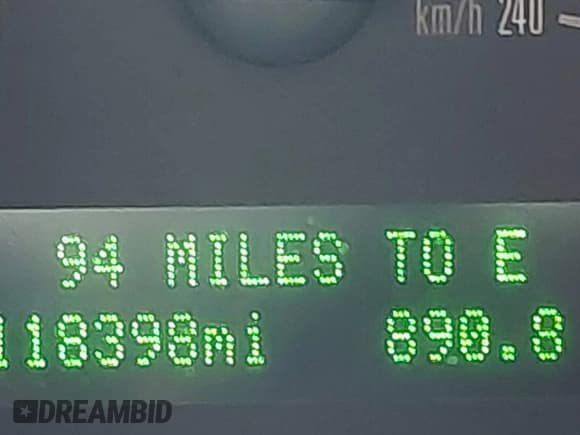 km/h 240
94 MILES TO E
118398mi 890.8
DREAMBID